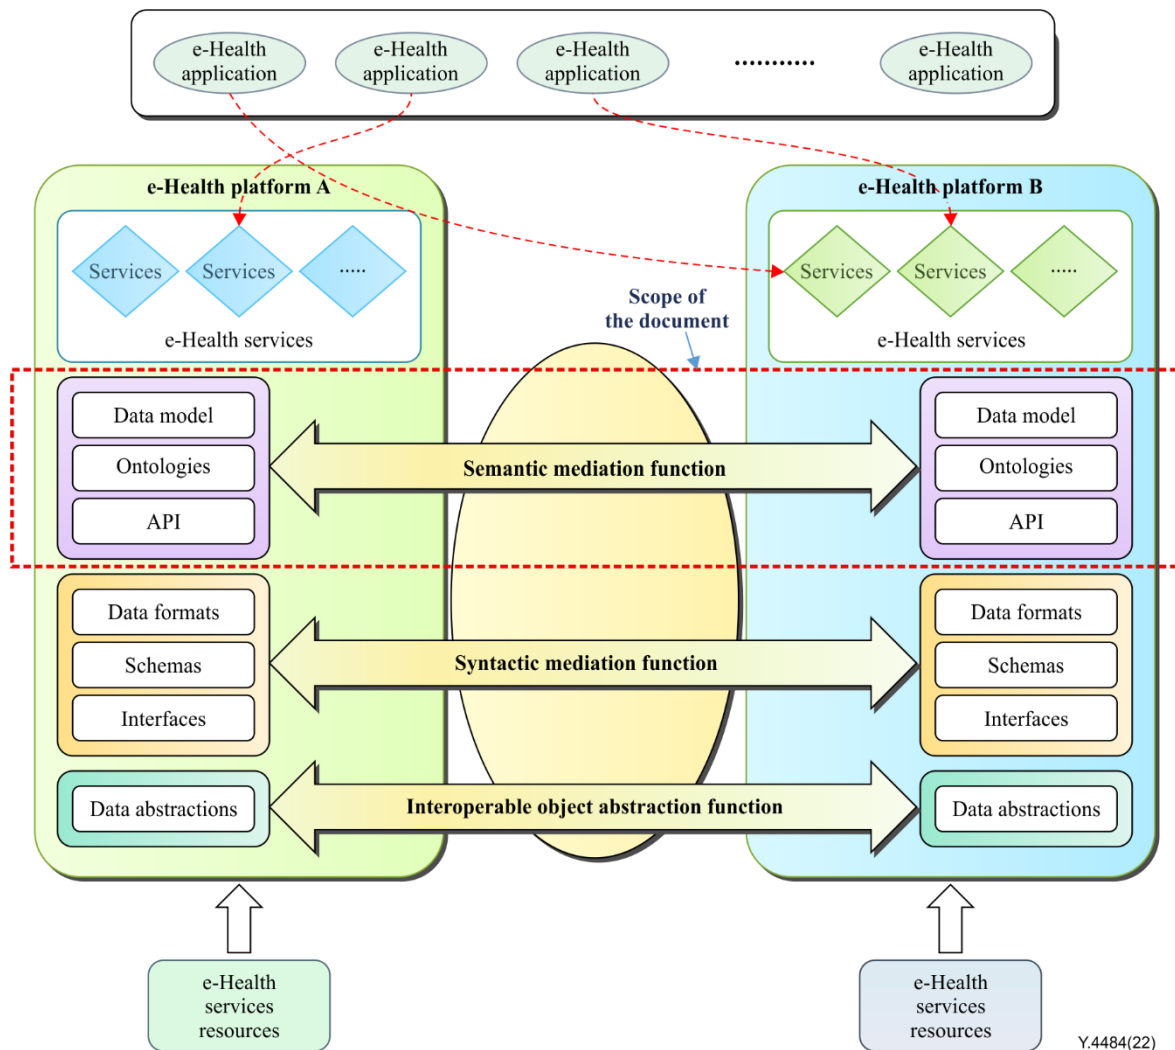 e-Health
application
e-Health
application
e-Health
application
...........
e-Health
application
e-Health platform A
Services
Services
.....
e-Health services
e-Health platform B
Services
Services
.....
e-Health services
Scope of
the document
Data model
Ontologies
API
Semantic mediation function
Data model
Ontologies
API
Data formats
Schemas
Interfaces
Syntactic mediation function
Data formats
Schemas
Interfaces
Data abstractions
Interoperable object abstraction function
Data abstractions
e-Health
services
resources
e-Health
services
resources
Y.4484(22)